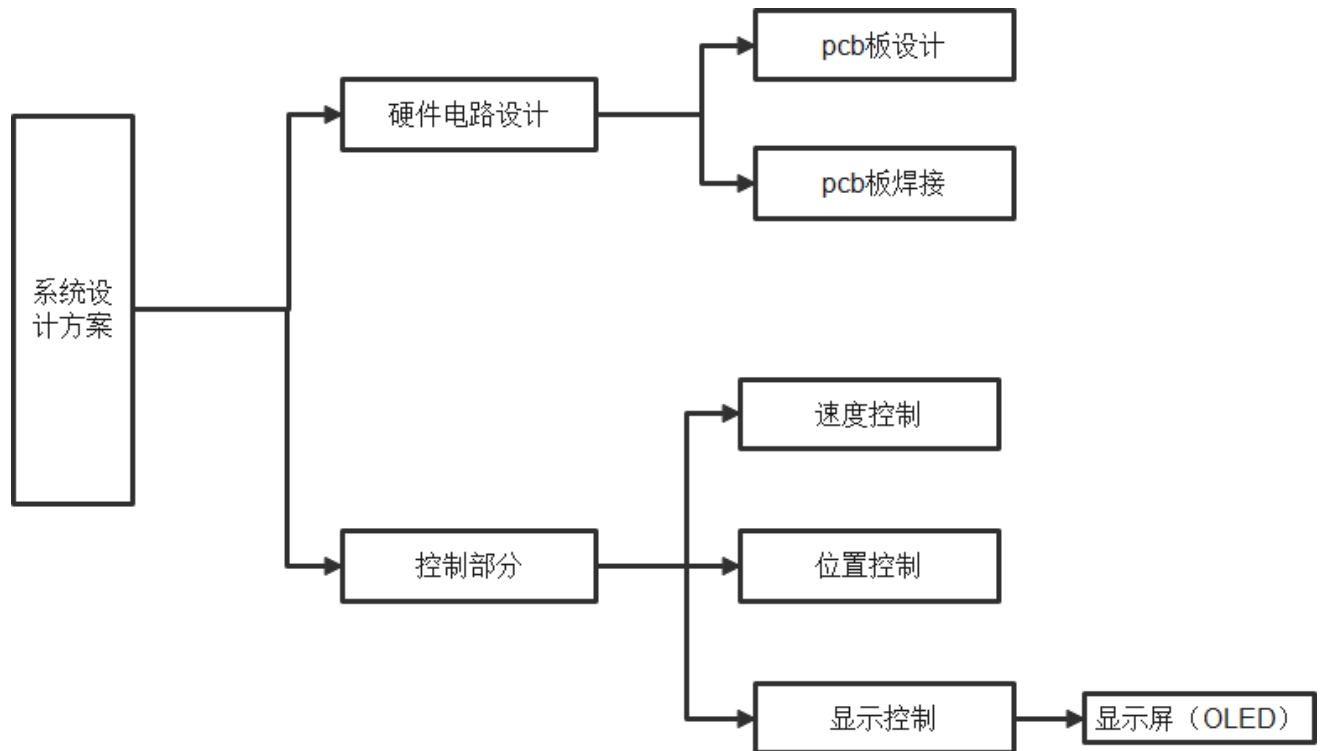 pcb板设计
硬件电路设计
pcb板焊接
系统设
计方案
速度控制
控制部分
位置控制
显示控制
显示屏（OLED）